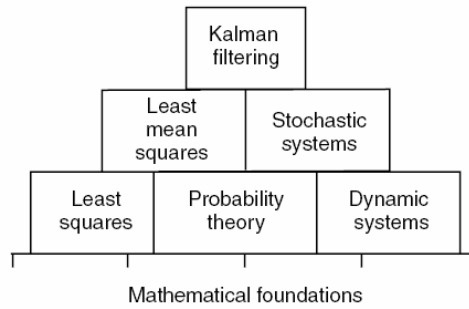 Kalman
filtering
Least
mean
squares
Stochastic
systems
Least
squares
Probability
theory
Dynamic
systems
Mathematical foundations